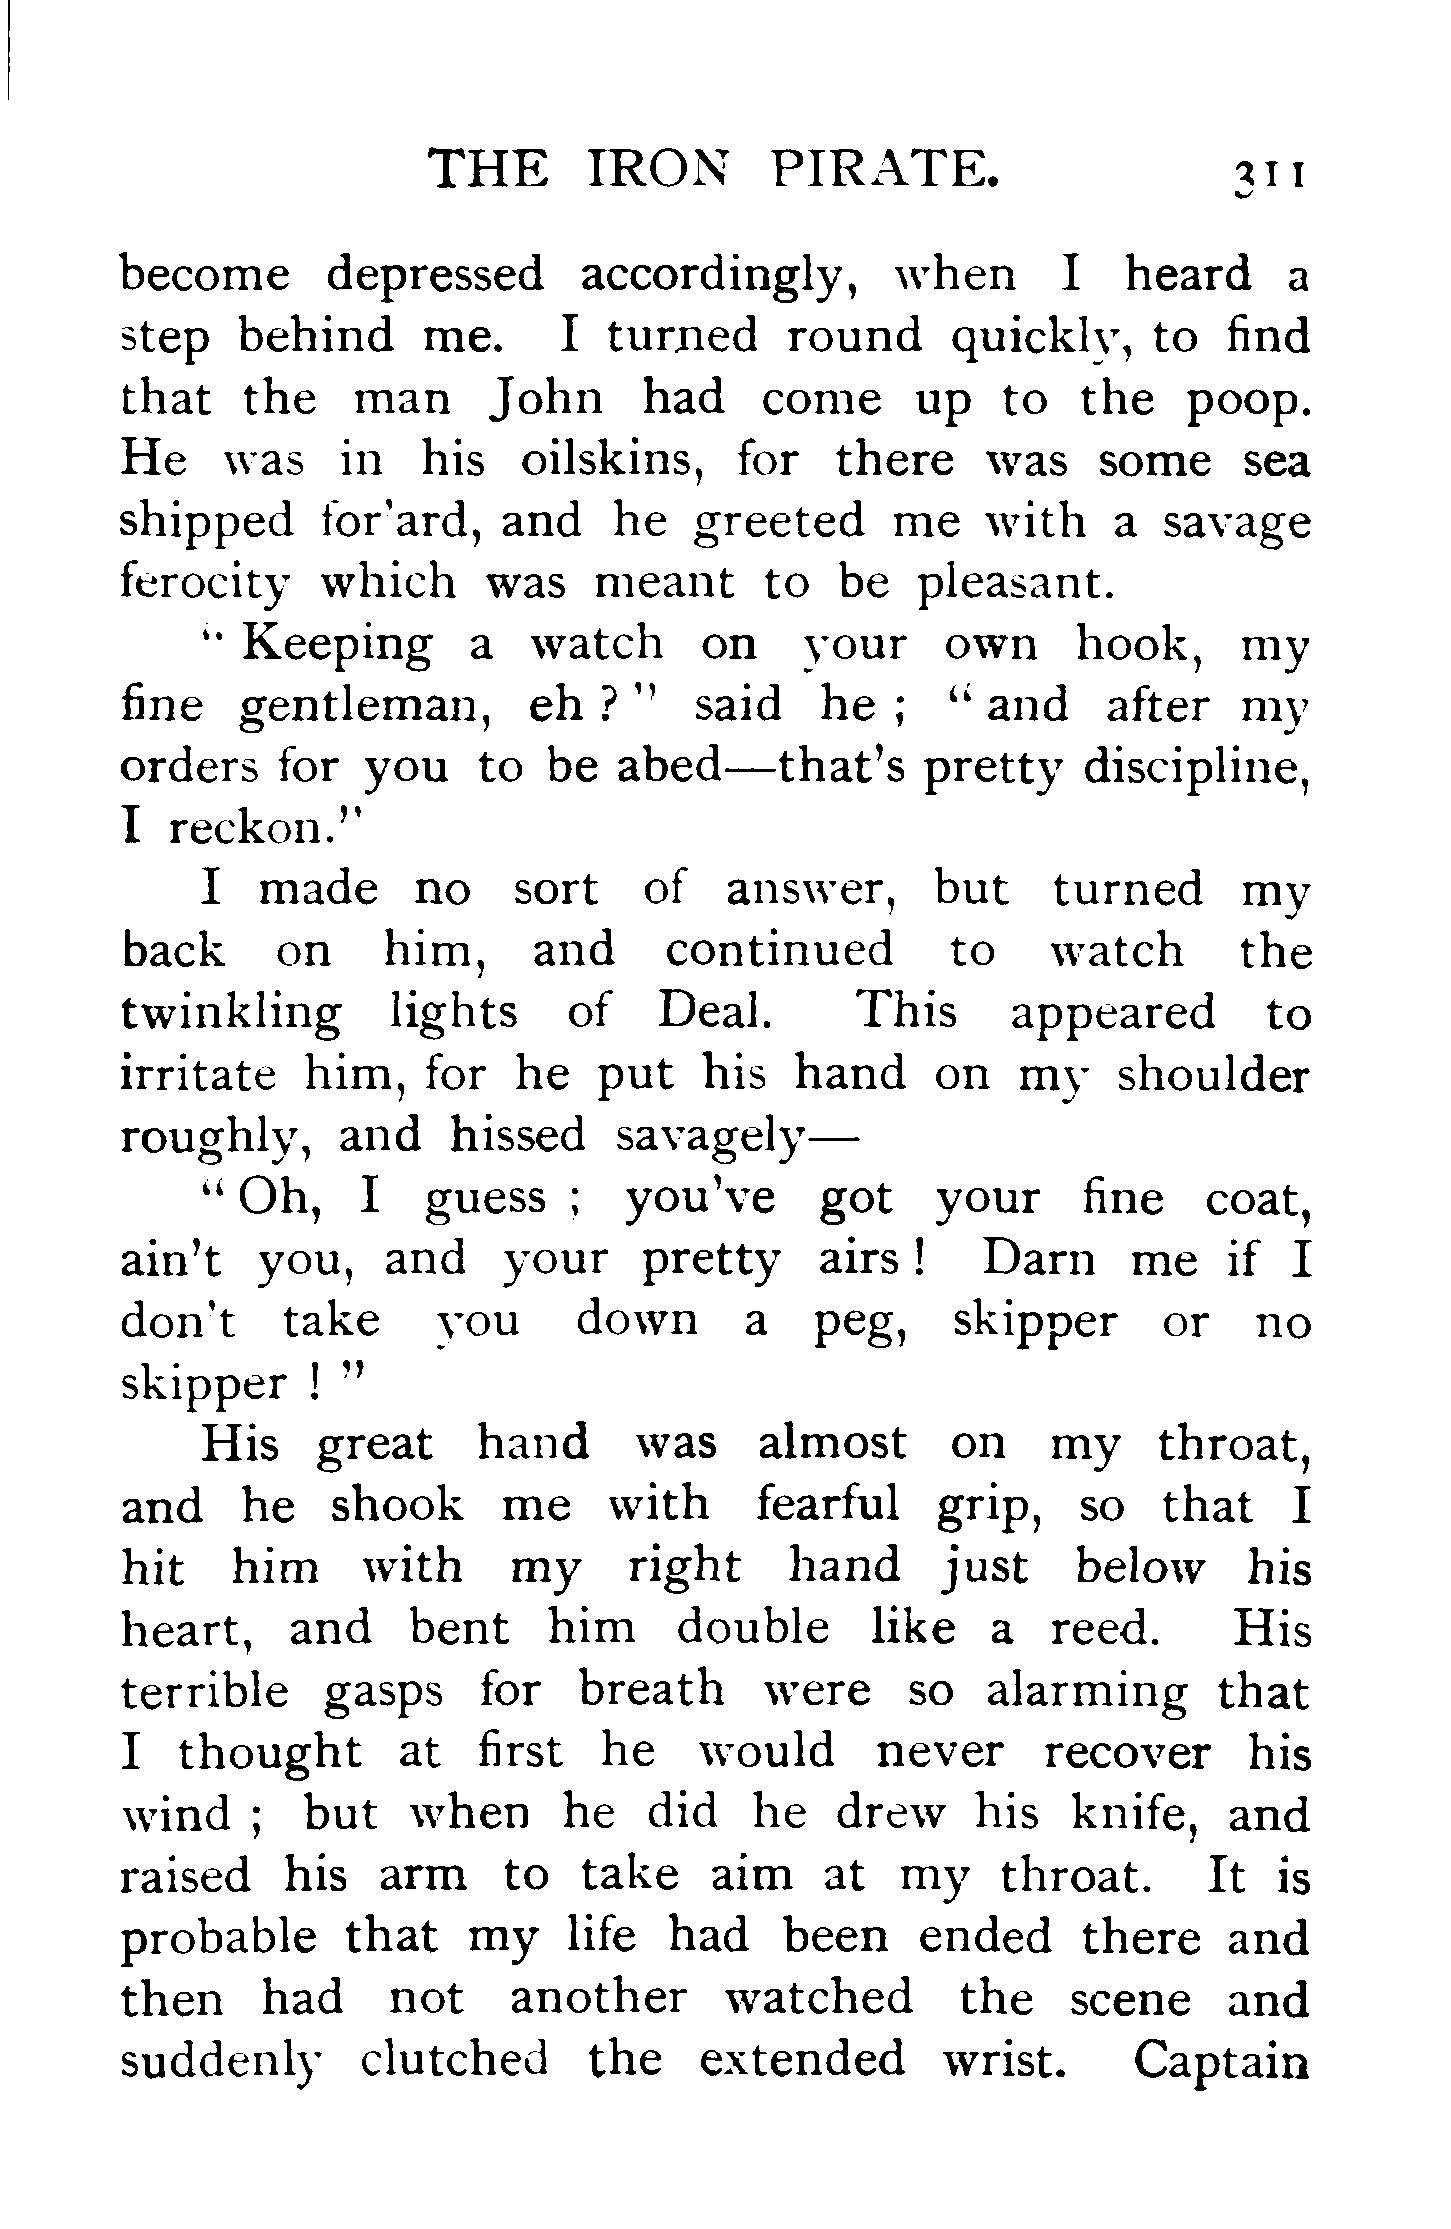 THE IRON PIRATE. 311
become depressed accordingly, when I heard a
step behind me. I turned round quickly, to find
that the man John had come up to the poop.
He was in his oilskins, for there was some sea
shipped for'ard, and he greeted me with a savage
ferocity which was meant to be pleasant.
" Keeping a watch on your own hook, my
fine gentleman, eh ? " said he ; " and after my
orders for you to be abed—that's pretty discipline,
I reckon."
I made no sort of answer, but turned my
back on him, and continued to watch the
twinkling lights of Deal. This appeared to
irritate him, for he put his hand on my shoulder
roughly, and hissed savagely—
" Oh, I guess ; you've got your fine coat,
ain't you, and your pretty airs ! Darn me if I
don't take you down a peg, skipper or no
skipper ! "
His great hand was almost on my throat,
and he shook me with fearful grip, so that I
hit him with my right hand just below his
heart, and bent him double like a reed. His
terrible gasps for breath were so alarming that
I thought at first he would never recover his
wind ; but when he did he drew his knife, and
raised his arm to take aim at my throat. It is
probable that my life had been ended there and
then had not another watched the scene and
suddenly clutched the extended wrist. Captain